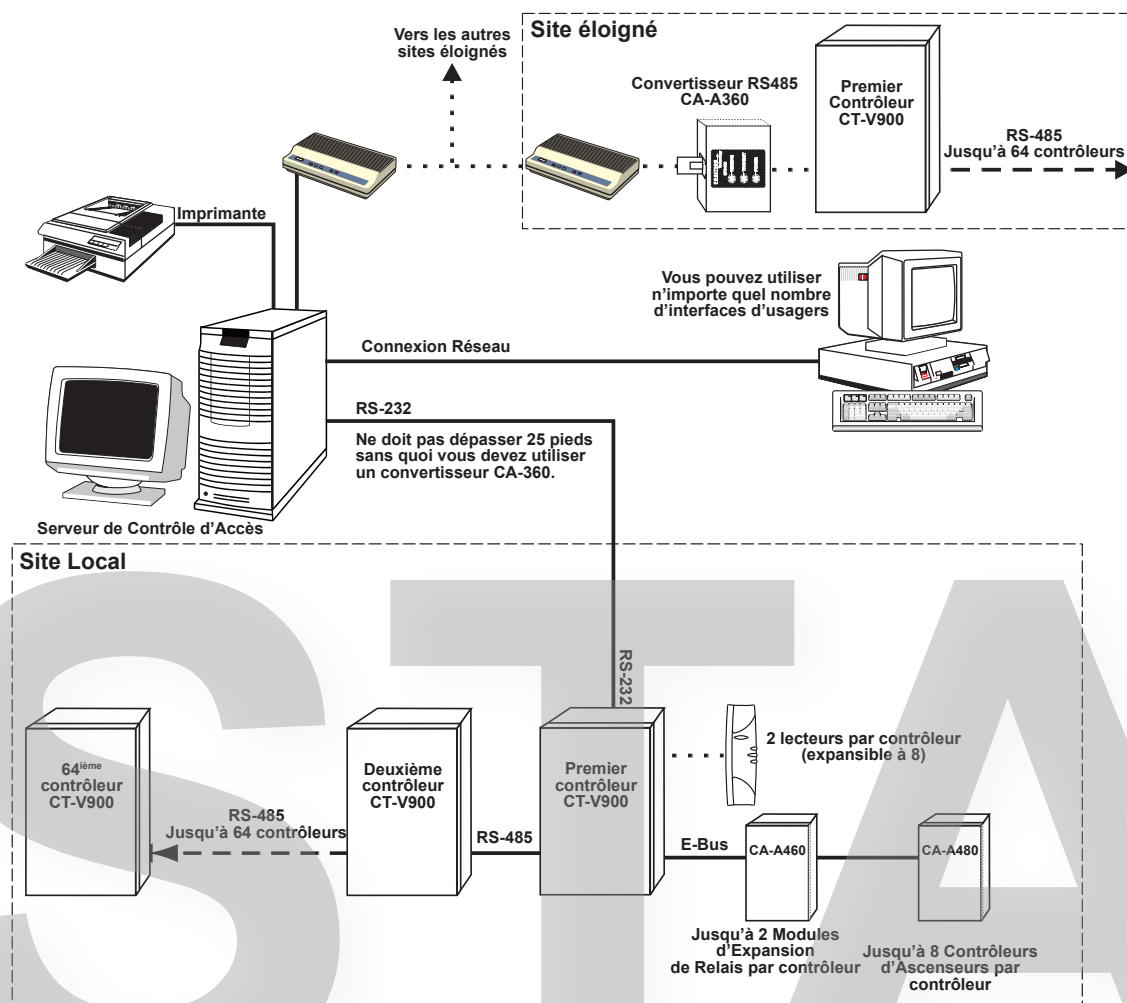 Site éloigné
Vers les autres
sites éloignés
Convertisseur RS485
CA-A360
Premier
Contrôleur
CT-V900
RS-485
Jusqu'à 64 contrôleurs
Imprimante
Vous pouvez utiliser
n'importe quel nombre
d'interfaces d'usagers
Connexion Réseau
RS-232
Ne doit pas dépasser 25 pieds
sans quoi vous devez utiliser
un convertisseur CA-360.
Serveur de Contrôle d'Accès
Site Local
RS-232
2 lecteurs par contrôleur
(expansible à 8)
64ième
contrôleur
CT-V900
RS-485
Jusqu'à 64 contrôleurs
Deuxième
contrôleur
CT-V900
RS-485
Premier
contrôleur
CT-V900
E-Bus
CA-A460
CA-A480
Jusqu'à 2 Modules
d'Expansion
de Relais par contrôleur
Jusqu'à 8 Contrôleurs
d'Ascenseurs par
contrôleur
STA